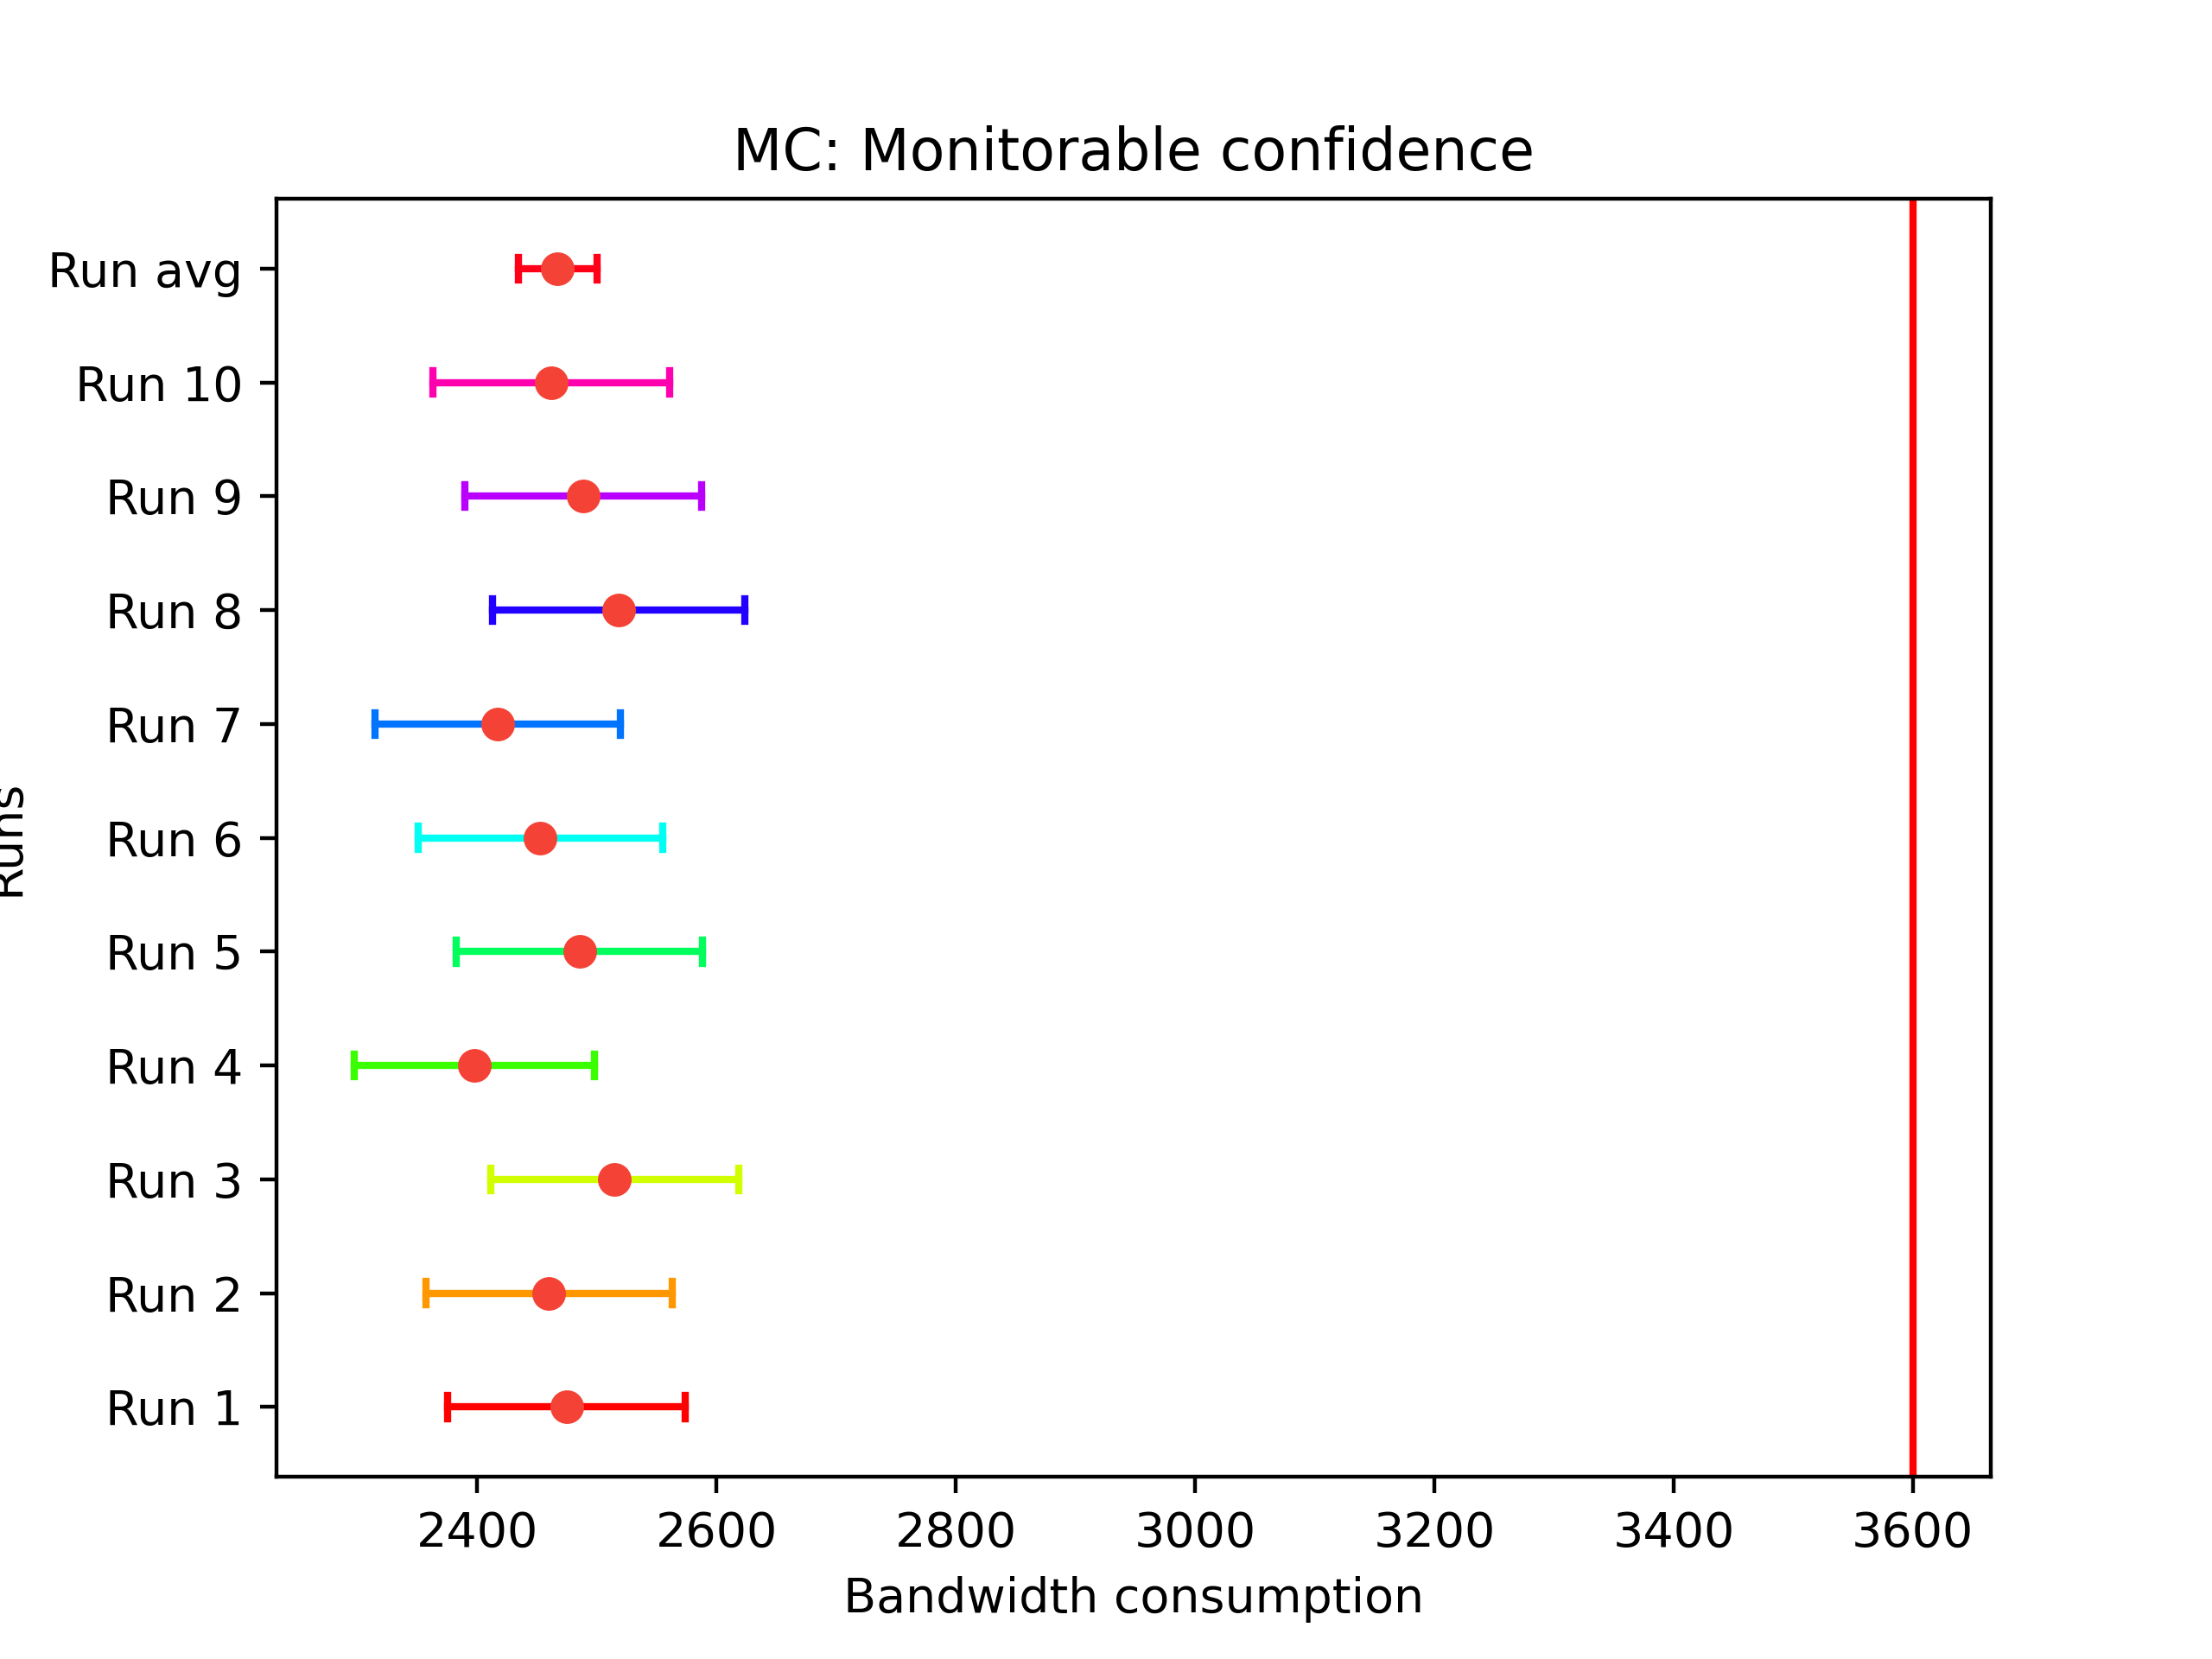 MC: Monitorable confidence
Run avg
Run 10
Run 9
Run 8
Run 7
Run 6
Run 5
Run 4
Run 3
Run 2
Run 1
Runs
2400 2600 2800 3000 3200 3400 3600
Bandwidth consumption